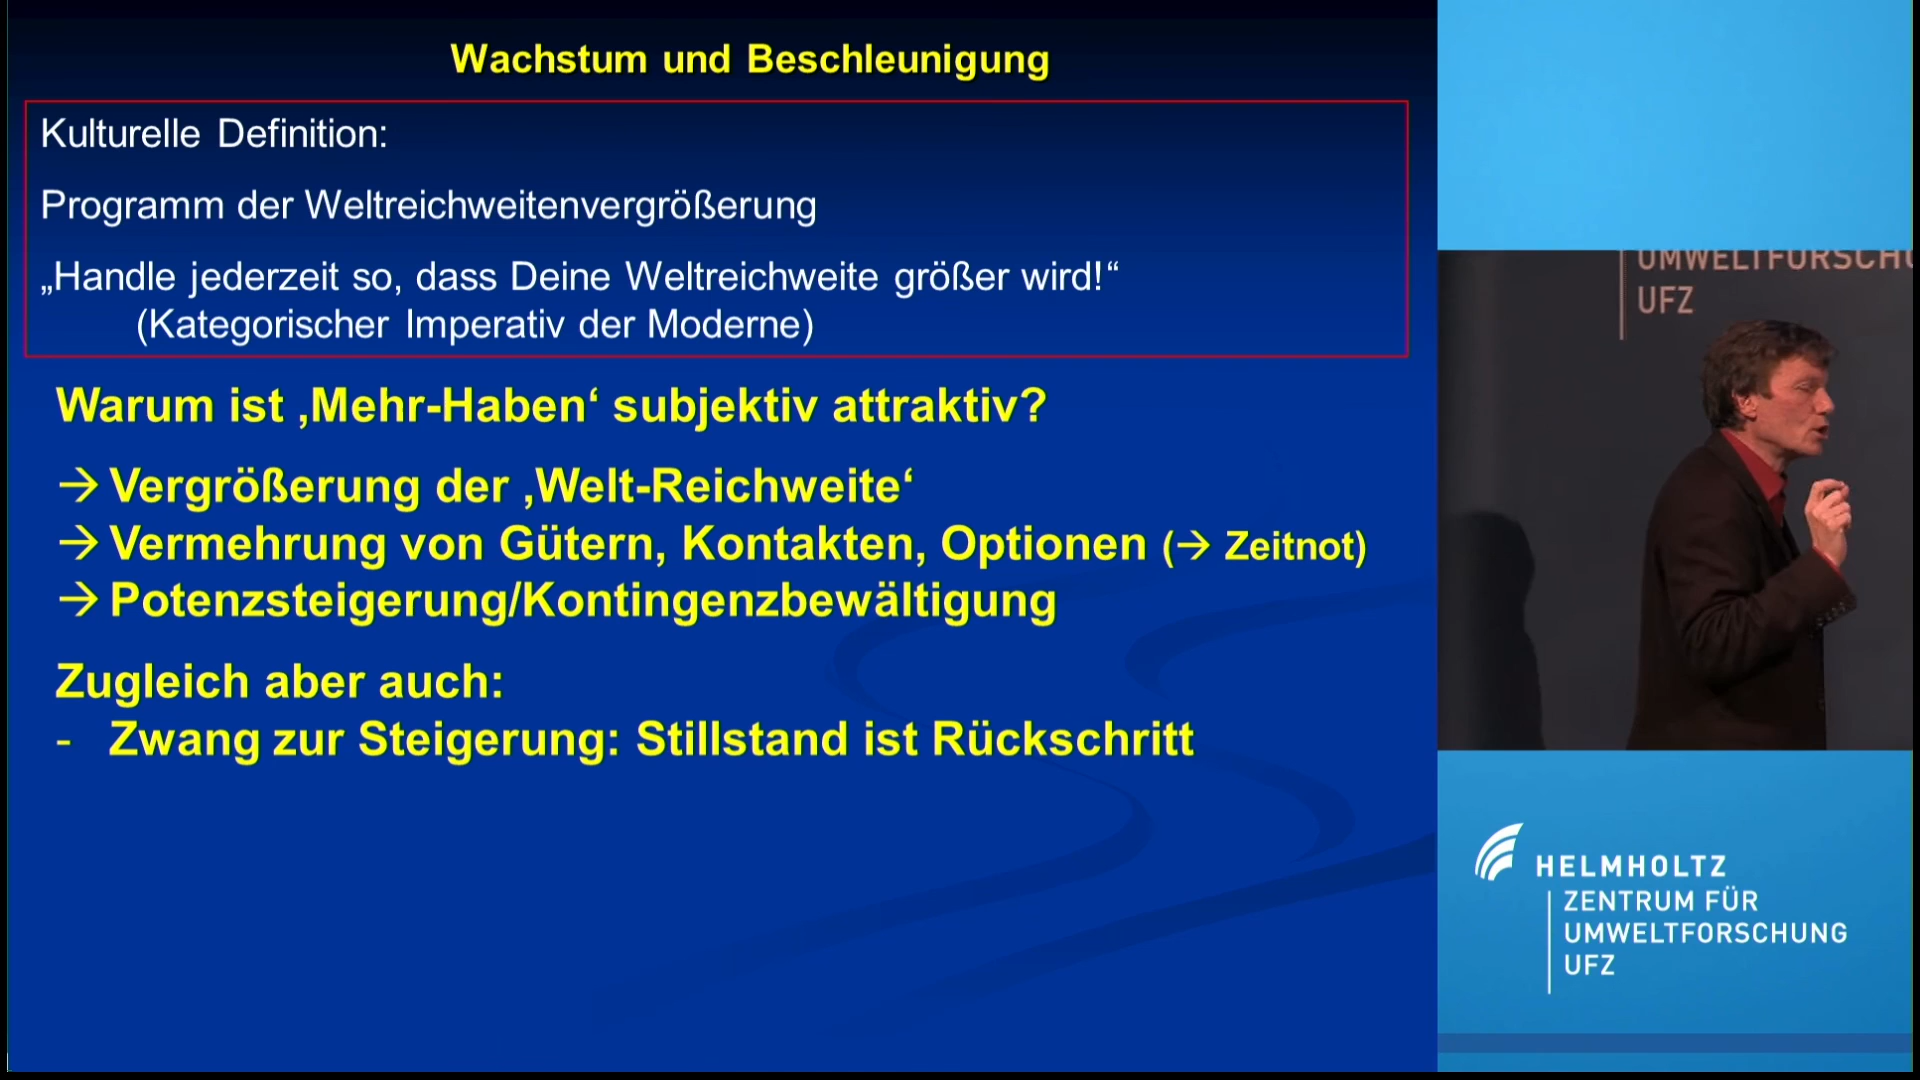 Wachstum und Beschleunigung
Kulturelle Definition:
Programm der Weltreichweitenvergrößerung
„Handle jederzeit so, dass Deine Weltreichweite größer wird!“
(Kategorischer Imperativ der Moderne)
Warum ist ‚Mehr-Haben‘ subjektiv attraktiv?
→ Vergrößerung der ‚Welt-Reichweite‘
→ Vermehrung von Gütern, Kontakten, Optionen (→ Zeitnot)
→ Potenzsteigerung/Kontingenzbewältigung
Zugleich aber auch:
- Zwang zur Steigerung: Stillstand ist Rückschritt
UMWELTFORSCHU
UFZ
HELMHOLTZ
ZENTRUM FÜR
UMWELTFORSCHUNG
UFZ